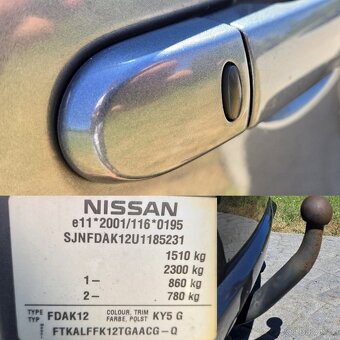 NISSAN
e11*2001/116*0195
SJNFDAK12U1185231
1510 kg
2300 kg
1- 860 kg
2- 780 kg
TYPE TYP FDAK12 COLOUR, TRIM FARBE, POLST KY5 G
FTKALFFK12TGAACG-Q